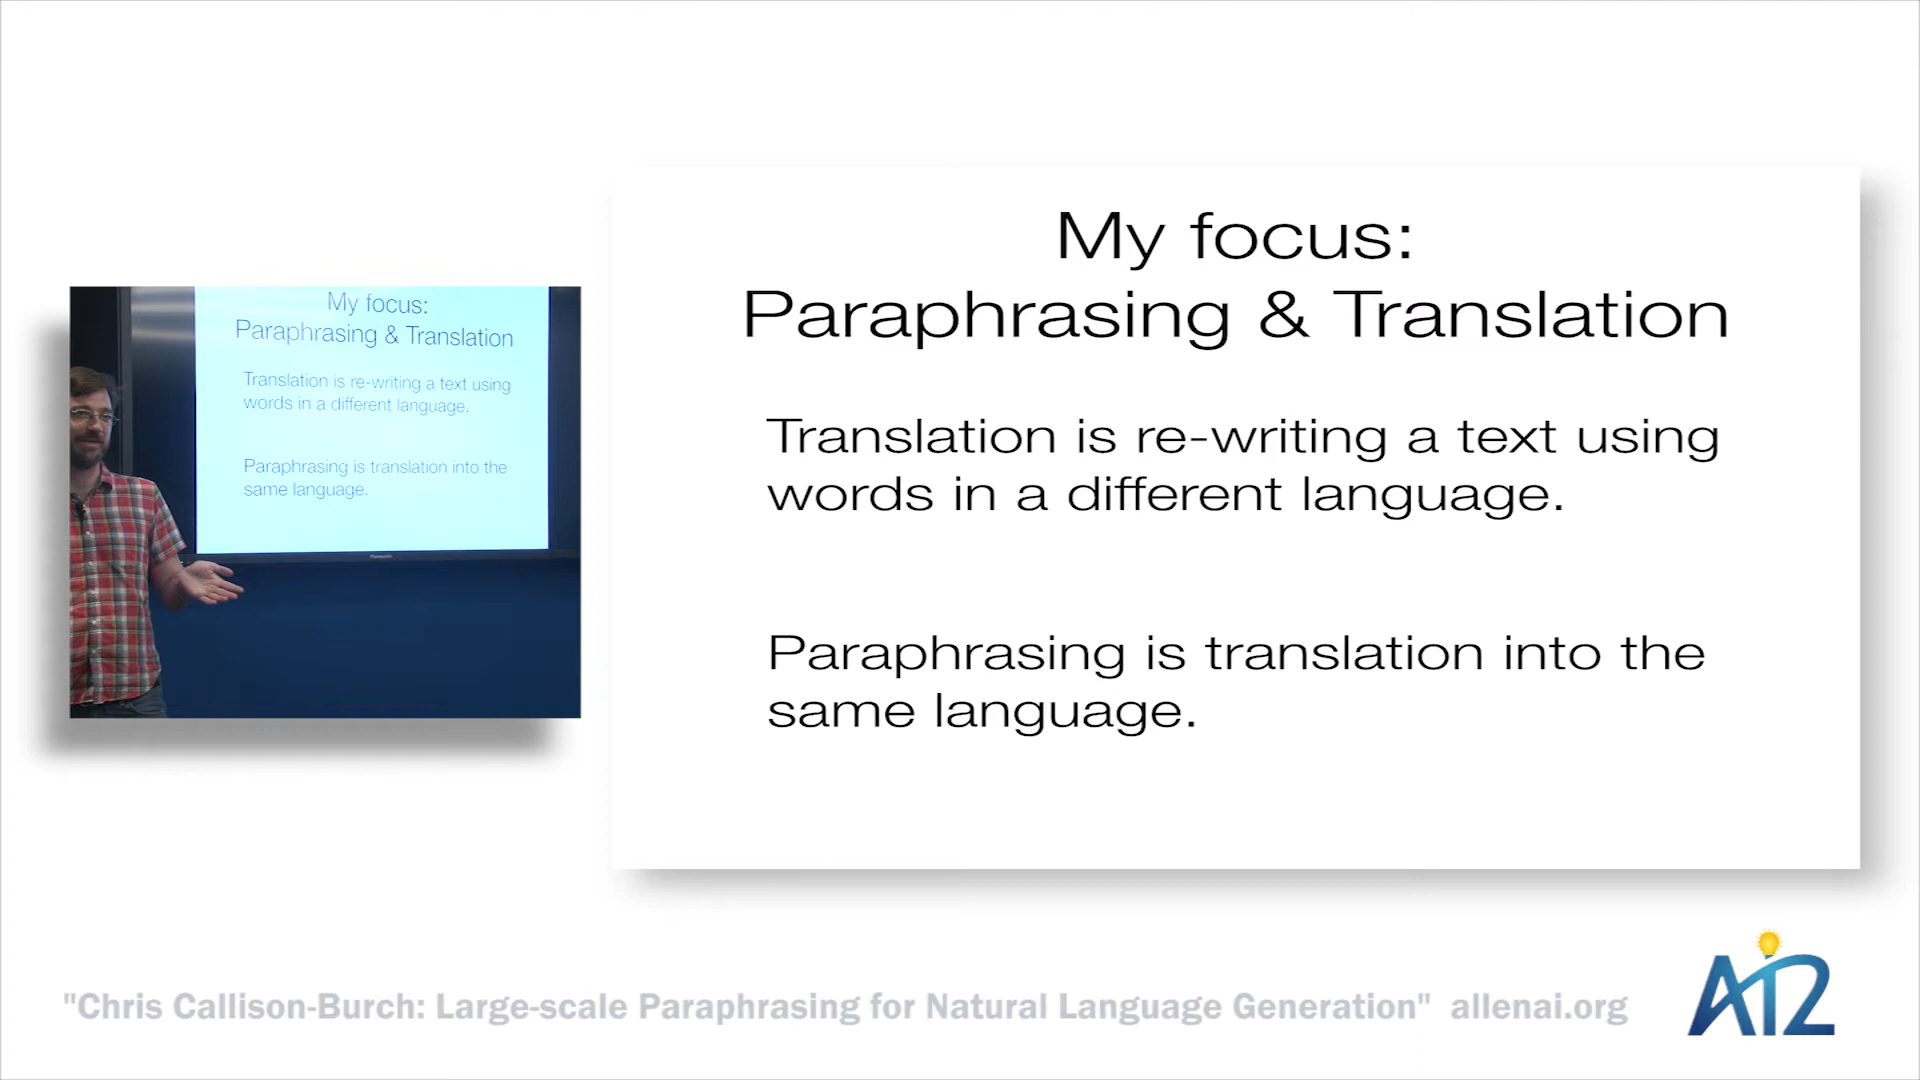 My focus:
Paraphrasing & Translation
Translation is re-writing a text using
words in a different language.
Paraphrasing is translation into the
same language.
My focus:
Paraphrasing & Translation
Translation is re-writing a text using
words in a different language.
Paraphrasing is translation into the
same language.
Panasonic
"Chris Callison-Burch: Large-scale Paraphrasing for Natural Language Generation" allenai.org
AI2